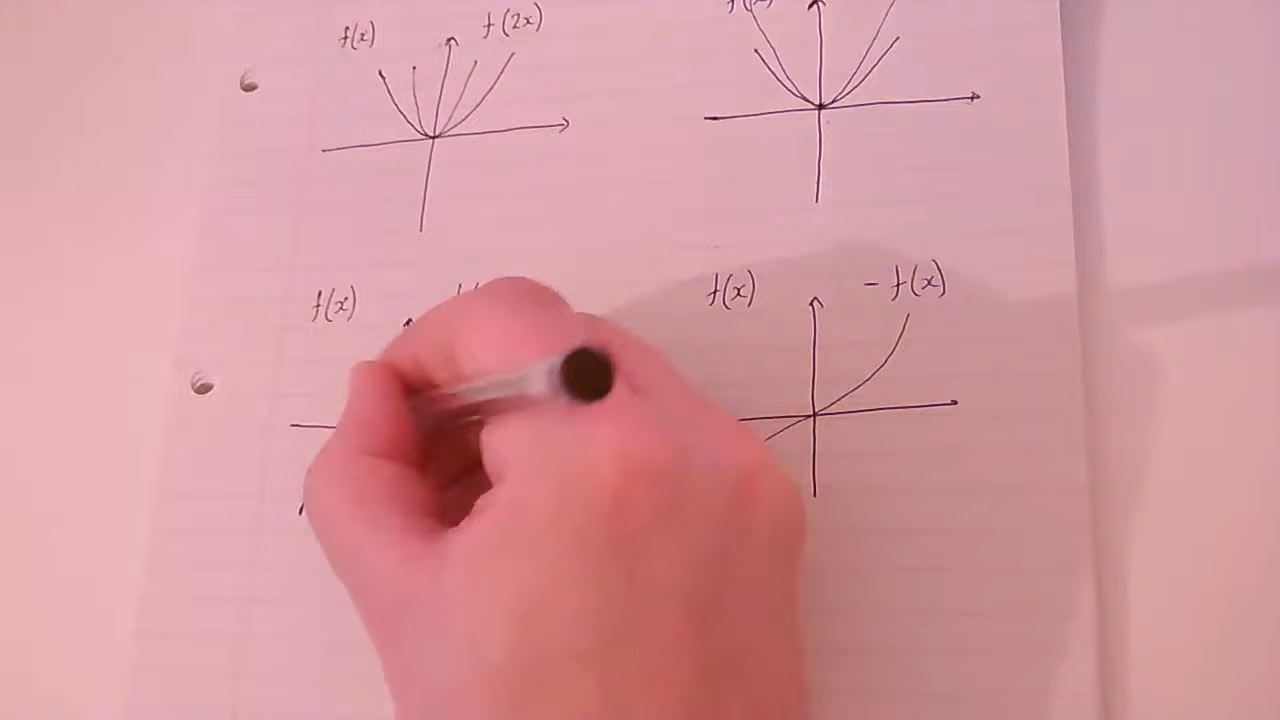 f(x) f(2x)
f(x)
f(x)
f(x) - f(x)